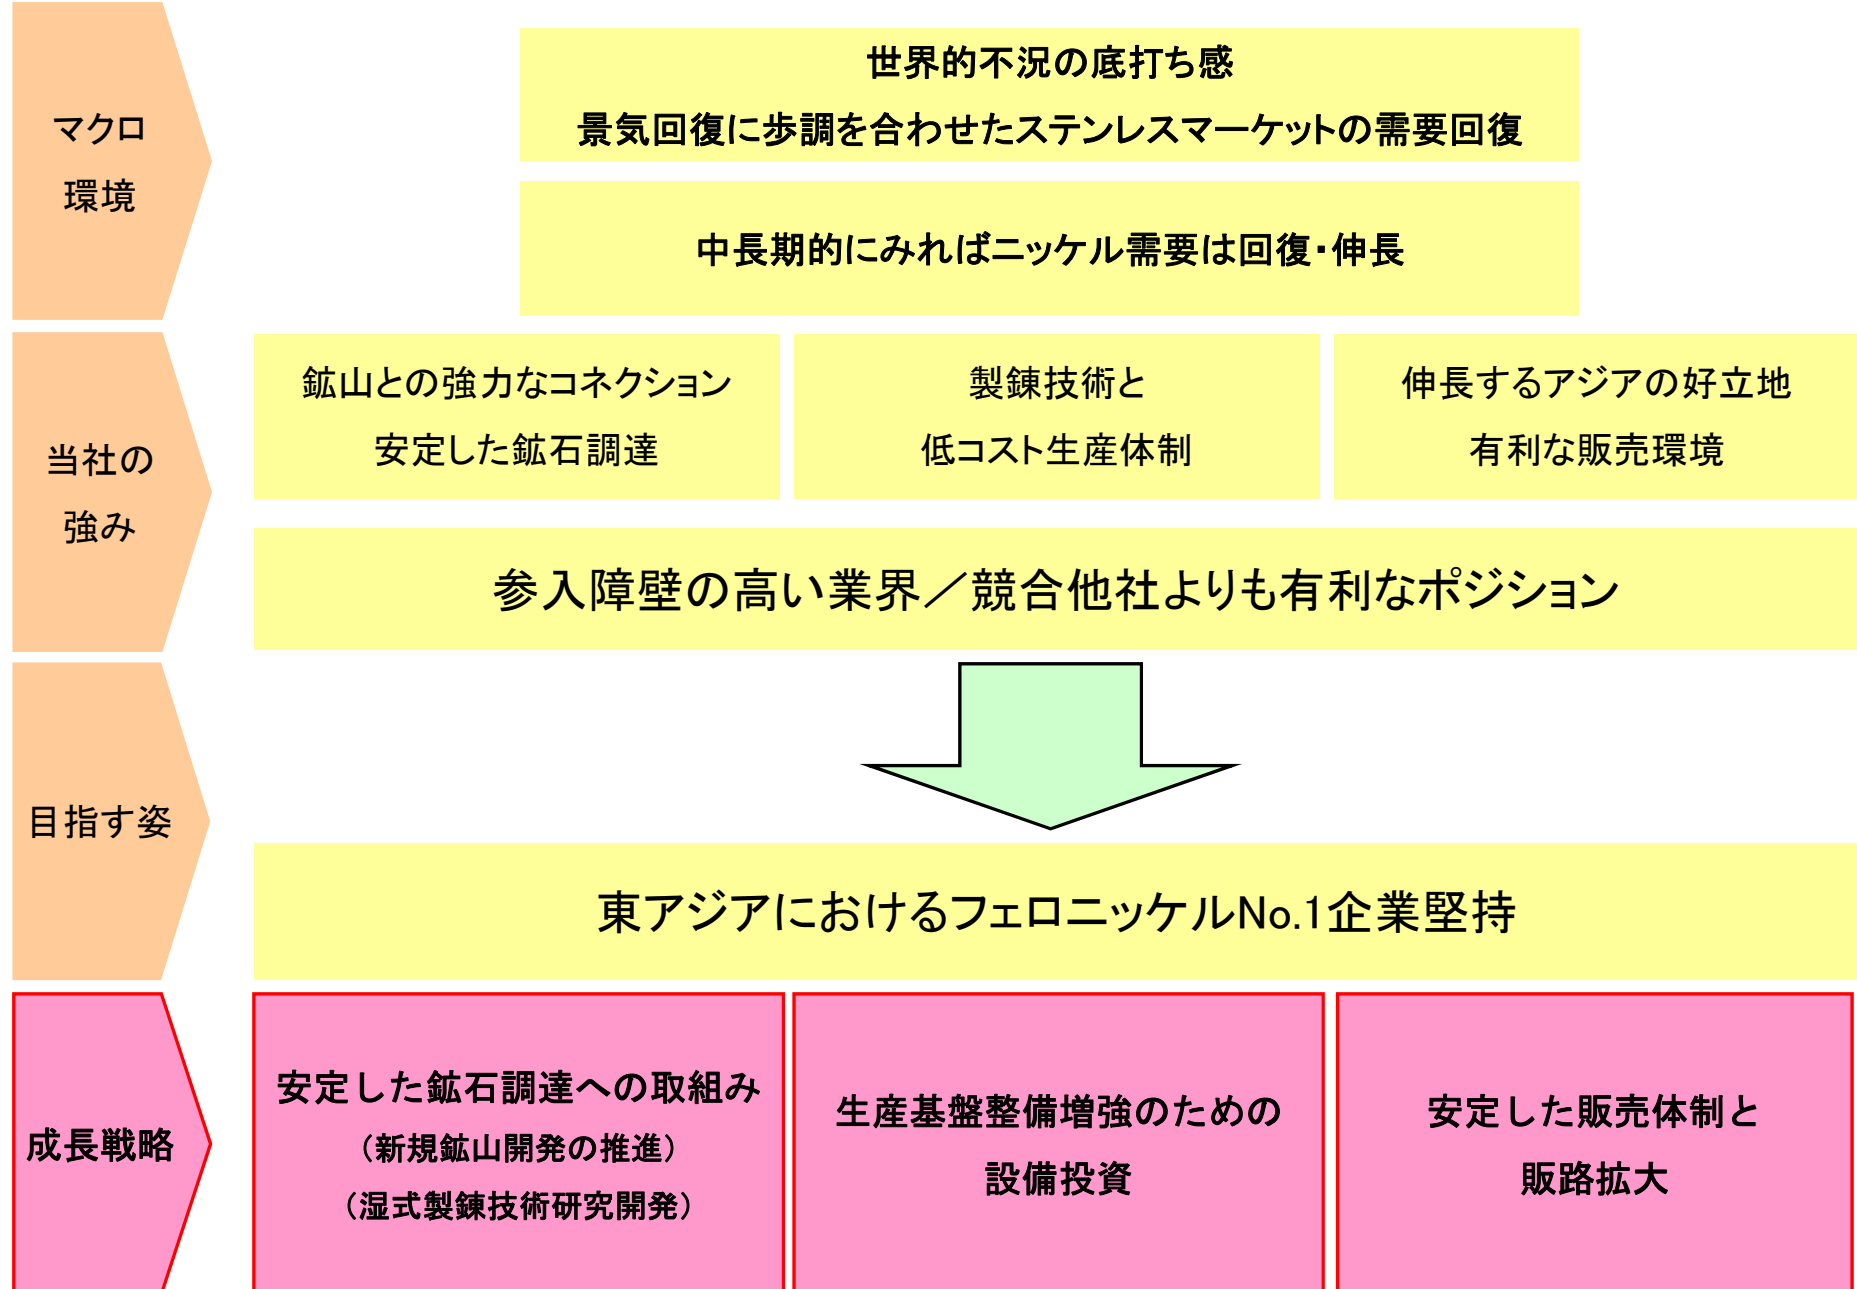 マクロ
環境
世界的不況の底打ち感
景気回復に歩調を合わせたステンレスマーケットの需要回復
中長期的にみればニッケル需要は回復・伸長
当社の
強み
鉱山との強力なコネクション
安定した鉱石調達
製錬技術と
低コスト生産体制
伸長するアジアの好立地
有利な販売環境
参入障壁の高い業界／競合他社よりも有利なポジション
目指す姿
東アジアにおけるフェロニッケルNo.1企業堅持
成長戦略
安定した鉱石調達への取組み
（新規鉱山開発の推進）
（湿式製錬技術研究開発）
生産基盤整備増強のための
設備投資
安定した販売体制と
販路拡大